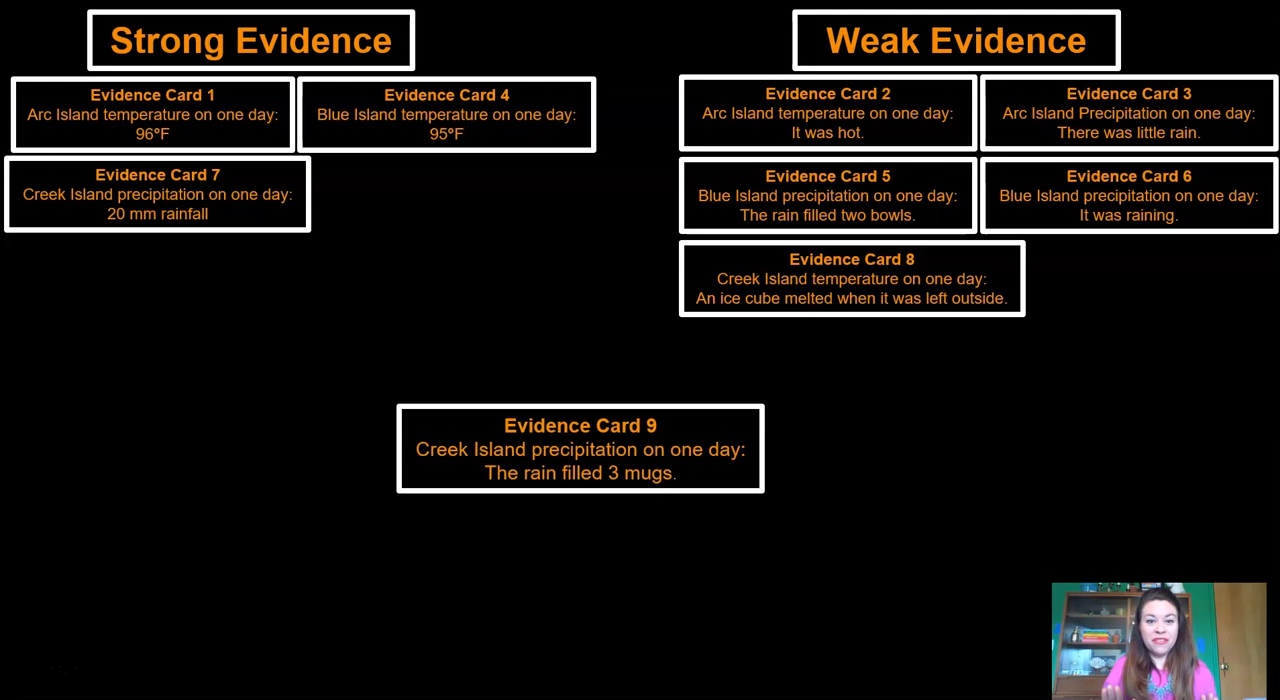 Strong Evidence
Weak Evidence
Evidence Card 1
Arc Island temperature on one day:
96°F
Evidence Card 4
Blue Island temperature on one day:
95°F
Evidence Card 7
Creek Island precipitation on one day:
20 mm rainfall
Evidence Card 2
Arc Island temperature on one day:
It was hot.
Evidence Card 3
Arc Island Precipitation on one day:
There was little rain.
Evidence Card 5
Blue Island precipitation on one day:
The rain filled two bowls.
Evidence Card 6
Blue Island precipitation on one day:
It was raining.
Evidence Card 8
Creek Island temperature on one day:
An ice cube melted when it was left outside.
Evidence Card 9
Creek Island precipitation on one day:
The rain filled 3 mugs.